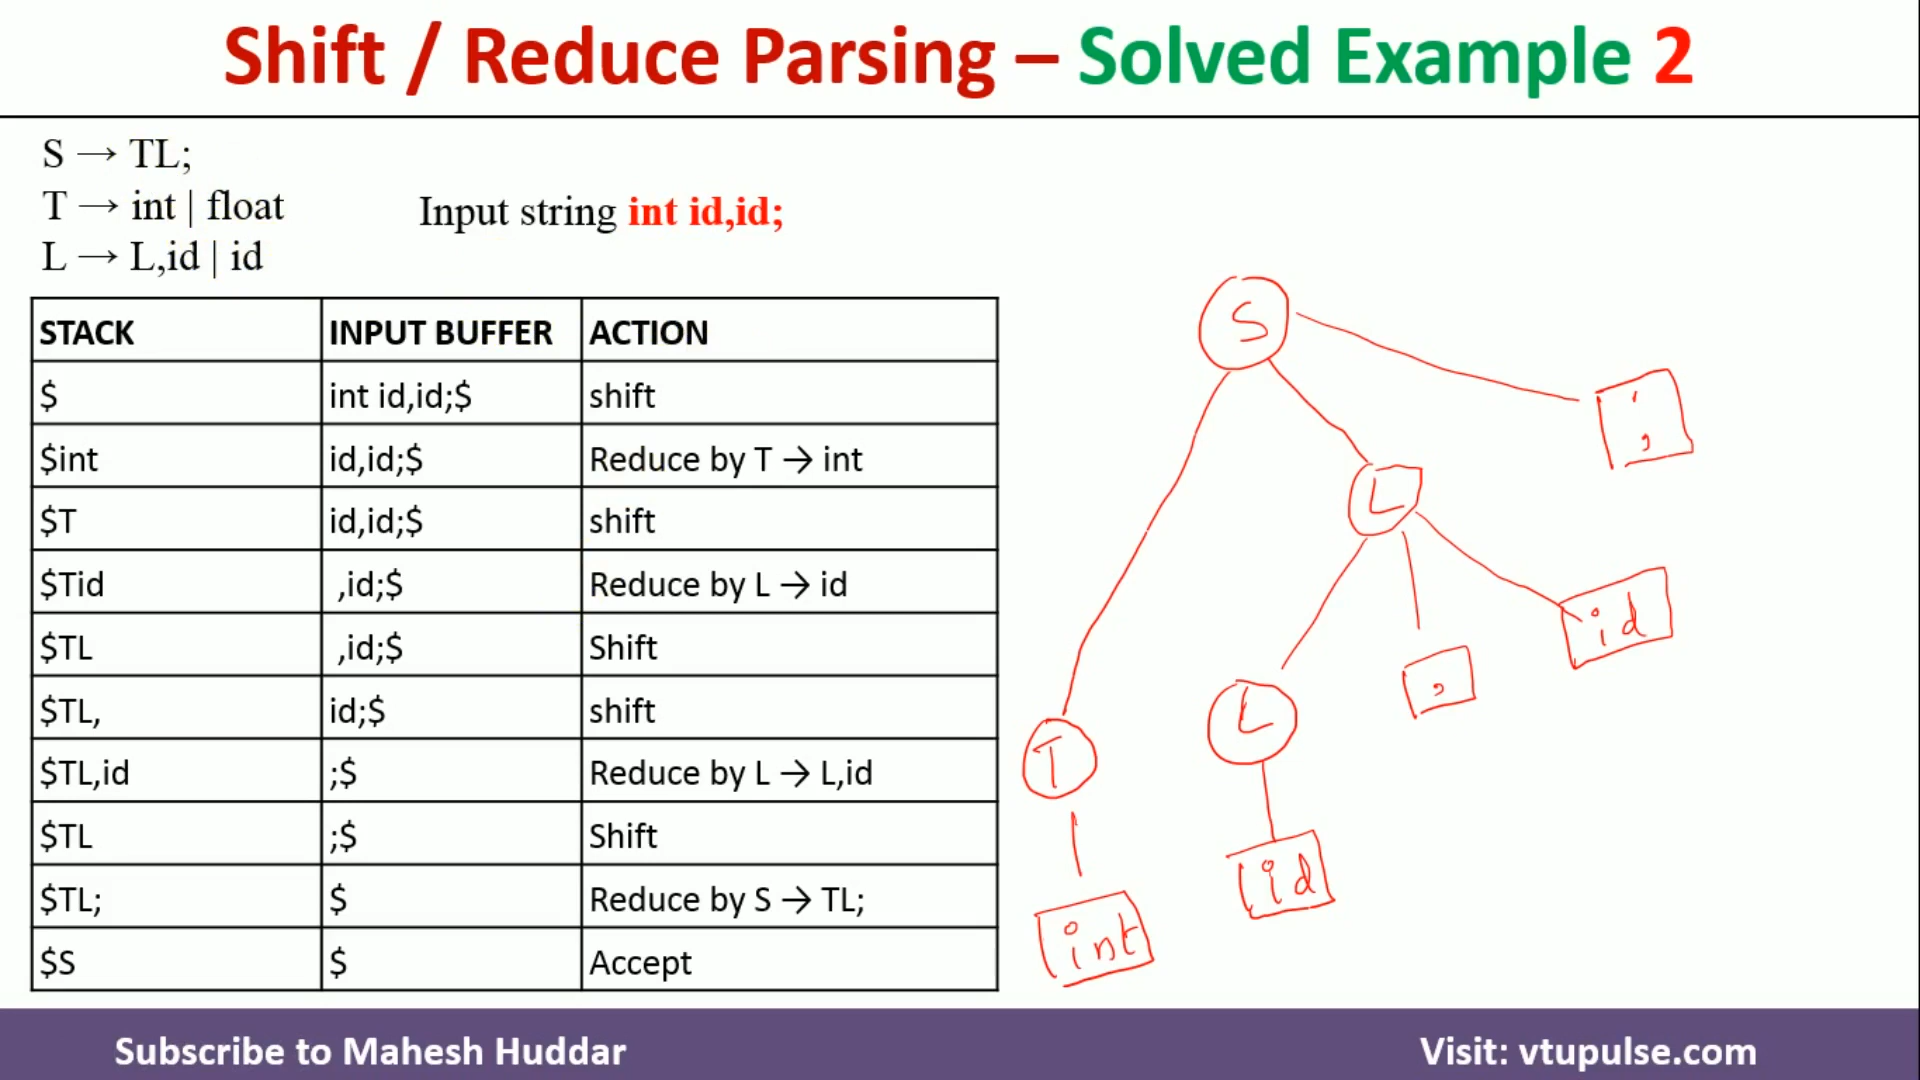 Shift / Reduce Parsing – Solved Example 2
S → TL;
T → int | float
L → L,id | id
Input string int id,id;
STACK INPUT BUFFER ACTION
$ int id,id;$ shift
$int id,id;$ Reduce by T → int
$T id,id;$ shift
$Tid ,id;$ Reduce by L → id
$TL ,id;$ Shift
$TL, id;$ shift
$TL,id ;$ Reduce by L → L,id
$TL ;$ Shift
$TL; $ Reduce by S → TL;
$S $ Accept
S
;
L
id
,
L
T
id
int
Subscribe to Mahesh Huddar
Visit: vtupulse.com